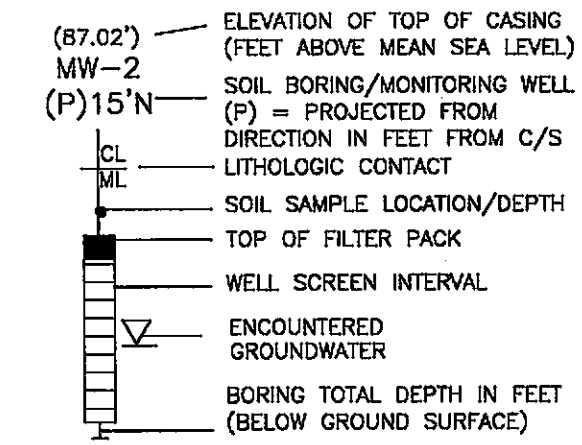 (87.02')
MW-2
(P)15'N
CL
ML
ELEVATION OF TOP OF CASING
(FEET ABOVE MEAN SEA LEVEL)
SOIL BORING/MONITORING WELL
(P) = PROJECTED FROM
DIRECTION IN FEET FROM C/S
LITHOLOGIC CONTACT
SOIL SAMPLE LOCATION/DEPTH
TOP OF FILTER PACK
WELL SCREEN INTERVAL
ENCOUNTERED
GROUNDWATER
BORING TOTAL DEPTH IN FEET
(BELOW GROUND SURFACE)